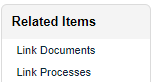 Related Items
Link Documents
Link Processes